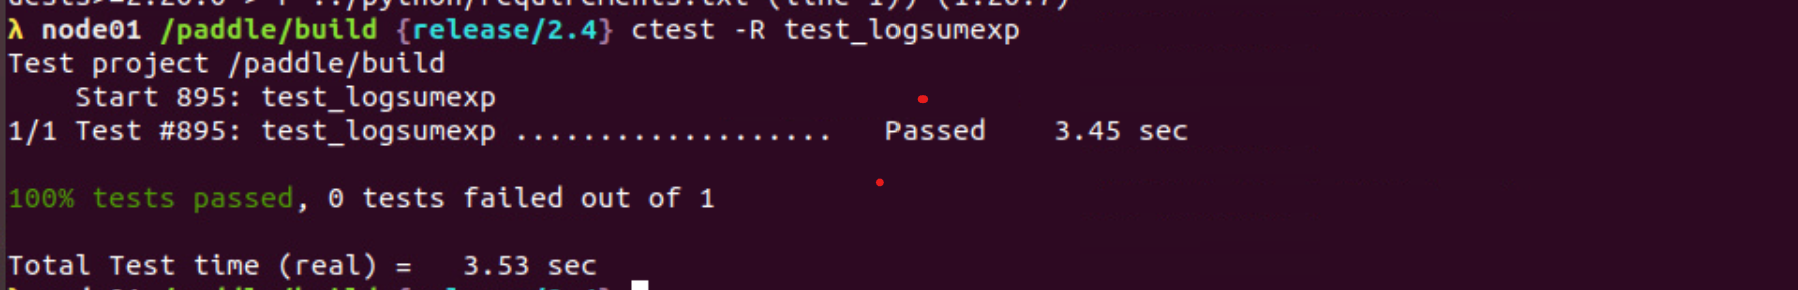 λ node01 /paddle/build {release/2.4} ctest -R test_logsumexp
Test project /paddle/build
    Start 895: test_logsumexp
1/1 Test #895: test_logsumexp ...................   Passed    3.45 sec

100% tests passed, 0 tests failed out of 1

Total Test time (real) =   3.53 sec